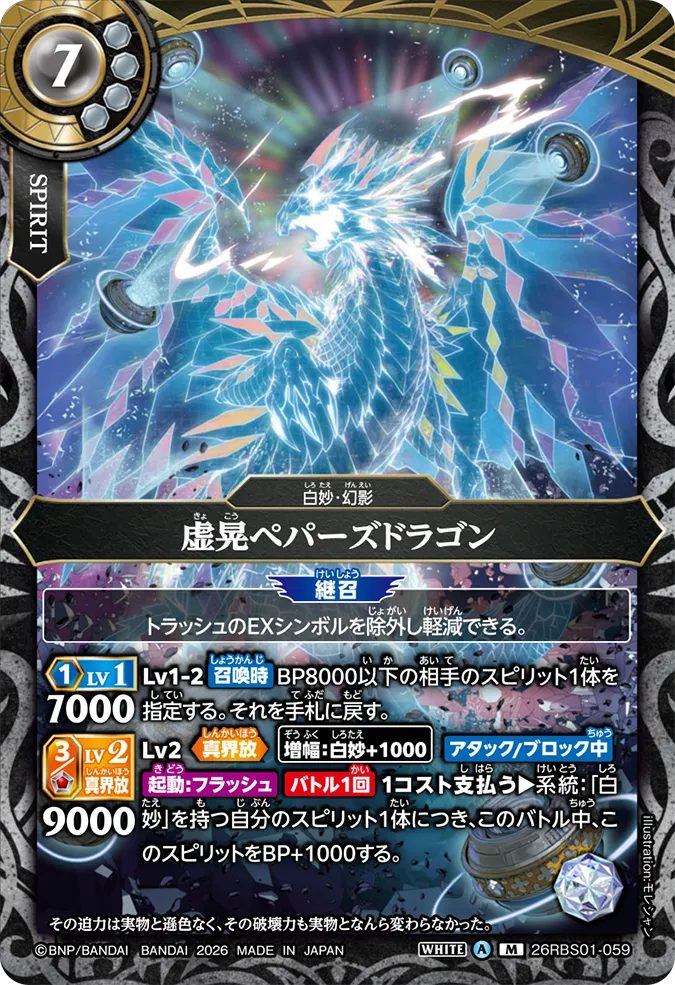 7
SPIRIT
白妙・幻影
虚晃ペパーズドラゴン
継召
トラッシュのEXシンボルを除外し軽減できる。
1 LV1 7000
Lv1-2 召喚時 BP8000以下の相手のスピリット1体を
指定する。それを手札に戻す。
3 LV2 真界放 9000
Lv2 真界放 増幅:白妙+1000 アタック/ブロック中
起動:フラッシュ バトル1回 1コスト支払う▶系統:「白
妙」を持つ自分のスピリット1体につき、このバトル中、こ
のスピリットをBP+1000する。
illustration:モレシャン
その迫力は実物と遜色なく、その破壊力も実物となんら変わらなかった。
©BNP/BANDAI BANDAI 2026 MADE IN JAPAN WHITE A M 26RBS01-059